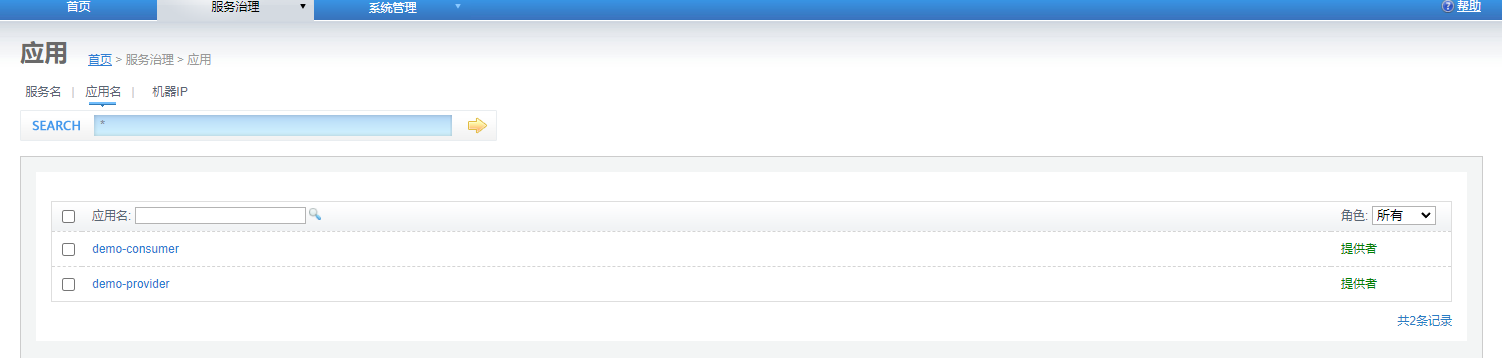 首页 服务治理 系统管理 帮助
应用 首页 > 服务治理 > 应用
服务名 | 应用名 | 机器IP
SEARCH *
应用名: 角色: 所有
demo-consumer 提供者
demo-provider 提供者
共2条记录